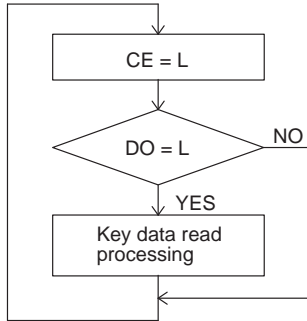 CE = L
DO = L
NO
YES
Key data read
processing